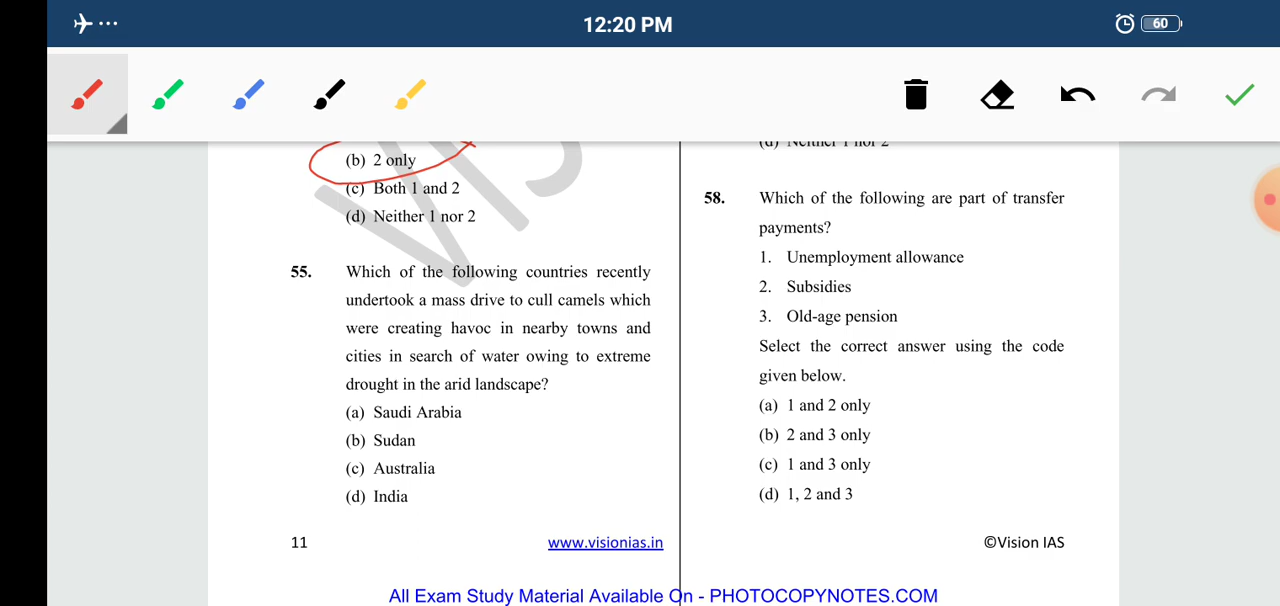 12:20 PM
60
(b) 2 only
(c) Both 1 and 2
(d) Neither 1 nor 2
55. Which of the following countries recently
undertook a mass drive to cull camels which
were creating havoc in nearby towns and
cities in search of water owing to extreme
drought in the arid landscape?
(a) Saudi Arabia
(b) Sudan
(c) Australia
(d) India
(d) Neither 1 nor 2
58. Which of the following are part of transfer
payments?
1. Unemployment allowance
2. Subsidies
3. Old-age pension
Select the correct answer using the code
given below.
(a) 1 and 2 only
(b) 2 and 3 only
(c) 1 and 3 only
(d) 1, 2 and 3
11 www.visionias.in ©Vision IAS
All Exam Study Material Available On - PHOTOCOPYNOTES.COM